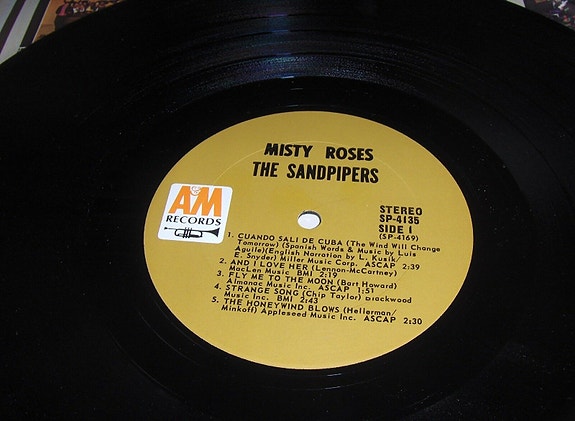 MISTY ROSES
THE SANDPIPERS
A&M
RECORDS
STEREO
SP-4135
SIDE 1
(SP-4169)
1. CUANDO SALI DE CUBA (The Wind Will Change
Tomorrow) (Spanish Words & Music by Luis
Aguile)(English Narration by L. Kusik/
E. Snyder) Miller Music Corp. ASCAP 2:39
2. AND I LOVE HER (Lennon-McCartney)
MacLen Music BMI 2:19
3. FLY ME TO THE MOON (Bart Howard)
Almanac Music Inc. ASCAP 1:51
4. STRANGE SONG (Chip Taylor) Blackwood
Music Inc. BMI 2:43
5. THE HONEYWIND BLOWS (Hellerman/
Minkoff) Appleseed Music Inc. ASCAP 2:30